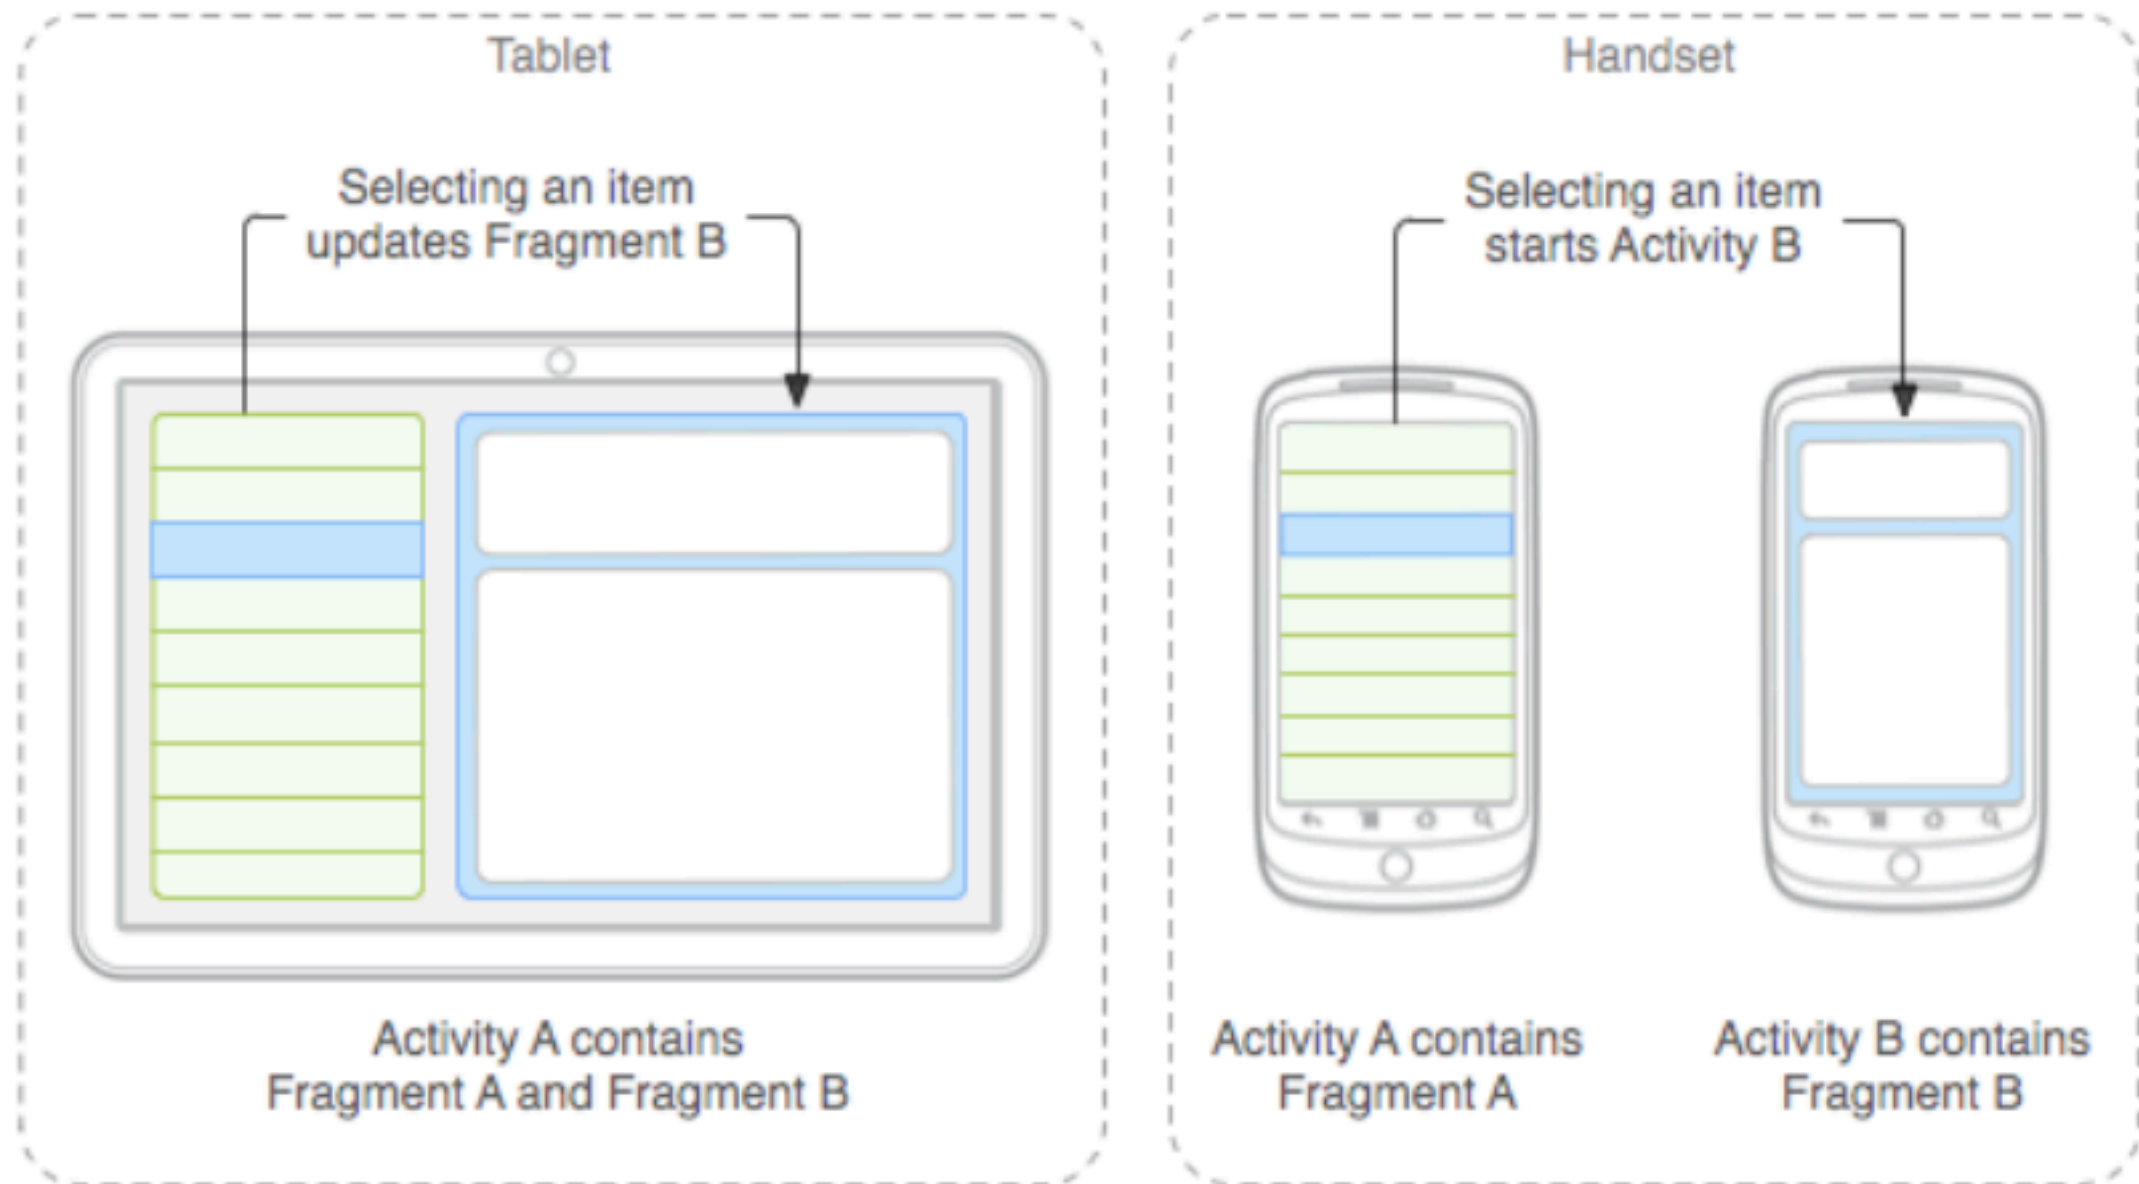 Tablet
Selecting an item
updates Fragment B
Activity A contains
Fragment A and Fragment B
Handset
Selecting an item
starts Activity B
Activity A contains
Fragment A
Activity B contains
Fragment B